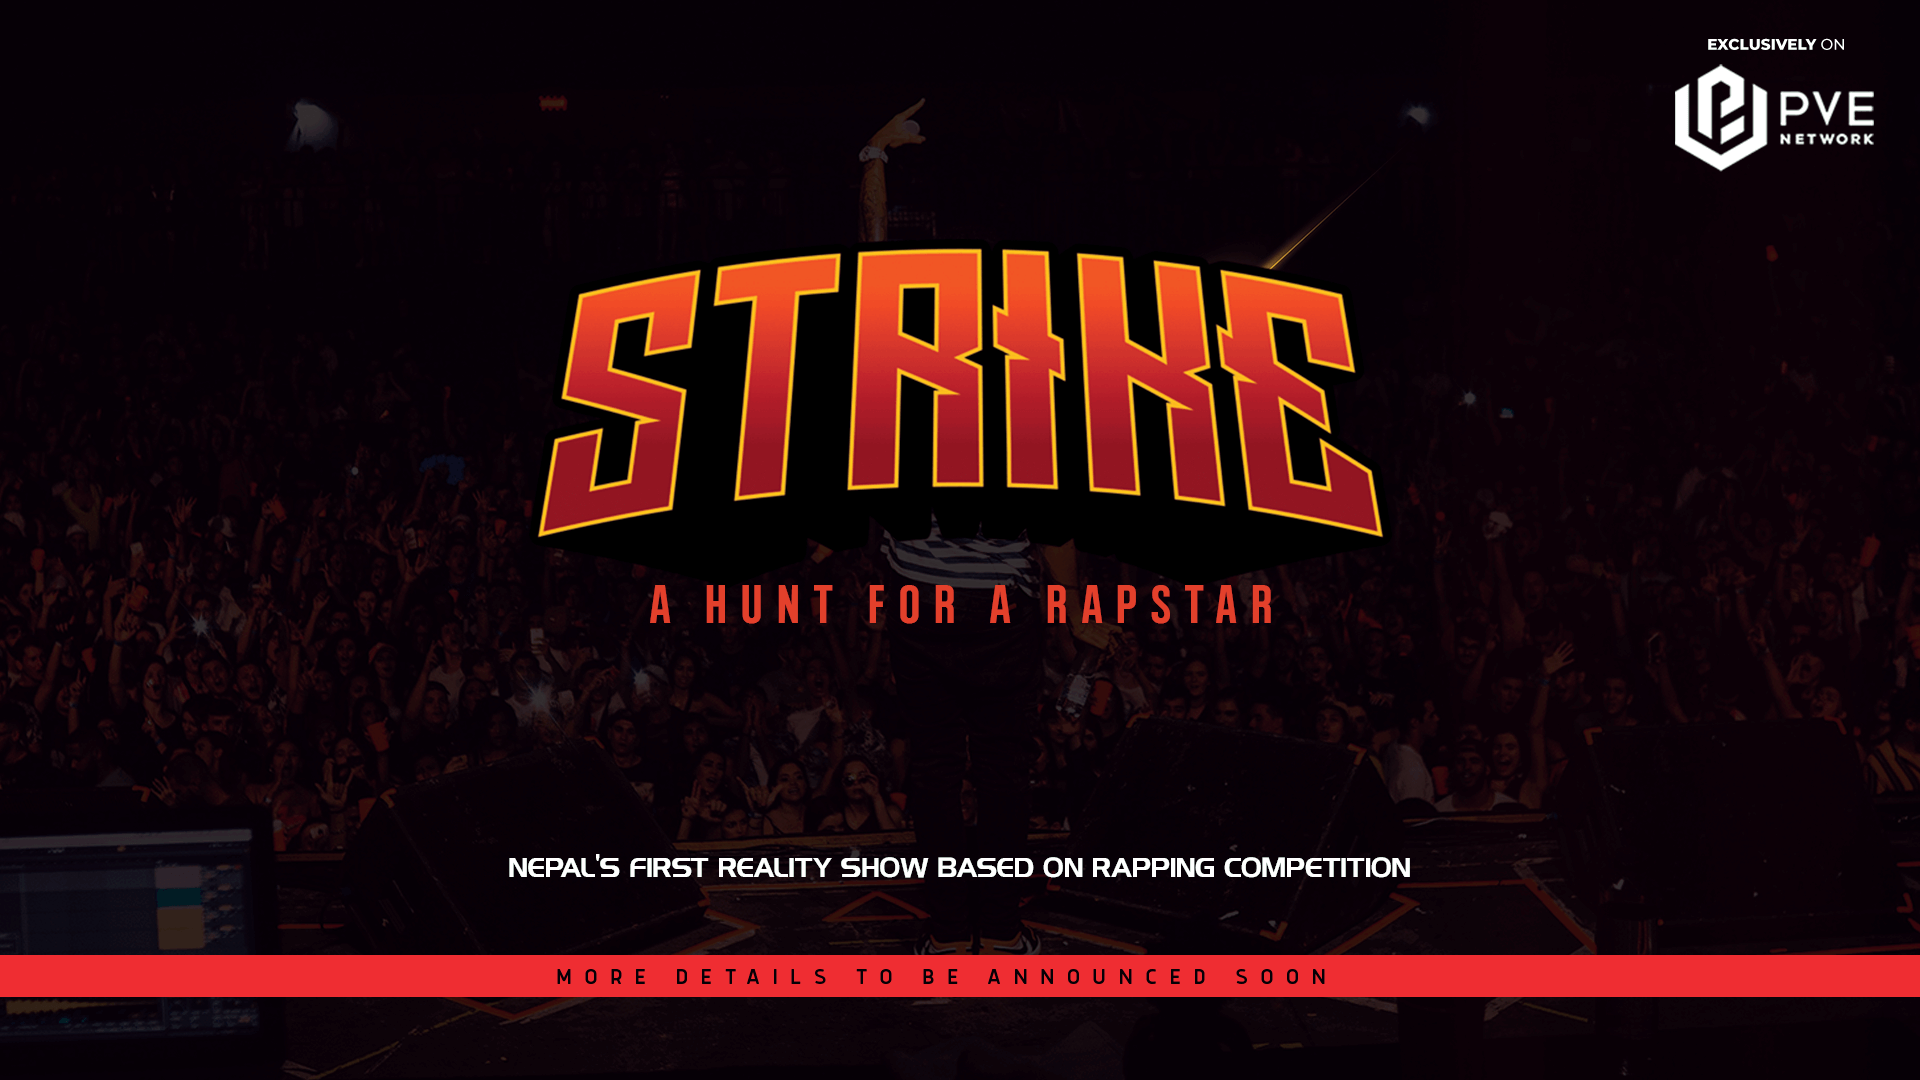 EXCLUSIVELY ON
PVE
NETWORK
STRIKE
A HUNT FOR A RAPSTAR
NEPAL'S FIRST REALITY SHOW BASED ON RAPPING COMPETITION
MORE DETAILS TO BE ANNOUNCED SOON